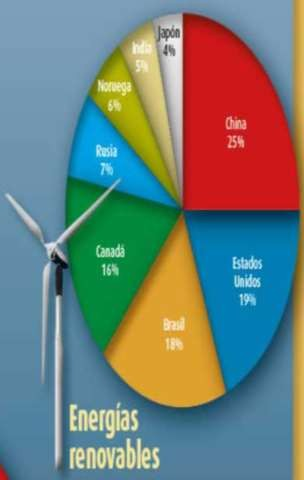 Japón
4%
India
5%
Noruega
6%
China
25%
Rusia
7%
Canadá
16%
Estados
Unidos
19%
Brasil
18%
Energías
renovables